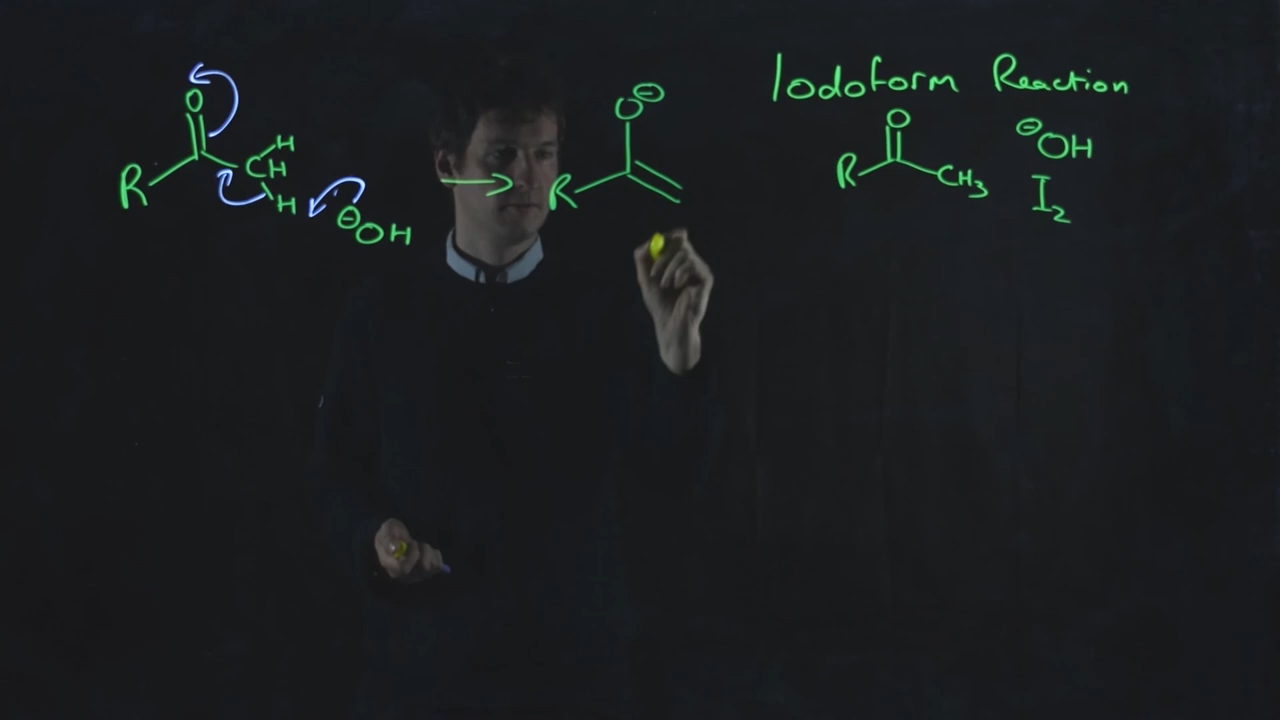 Iodoform Reaction
O
R
CH
H
H
⊖OH
O⊖
R
O
R
CH₃
⊖OH
I₂